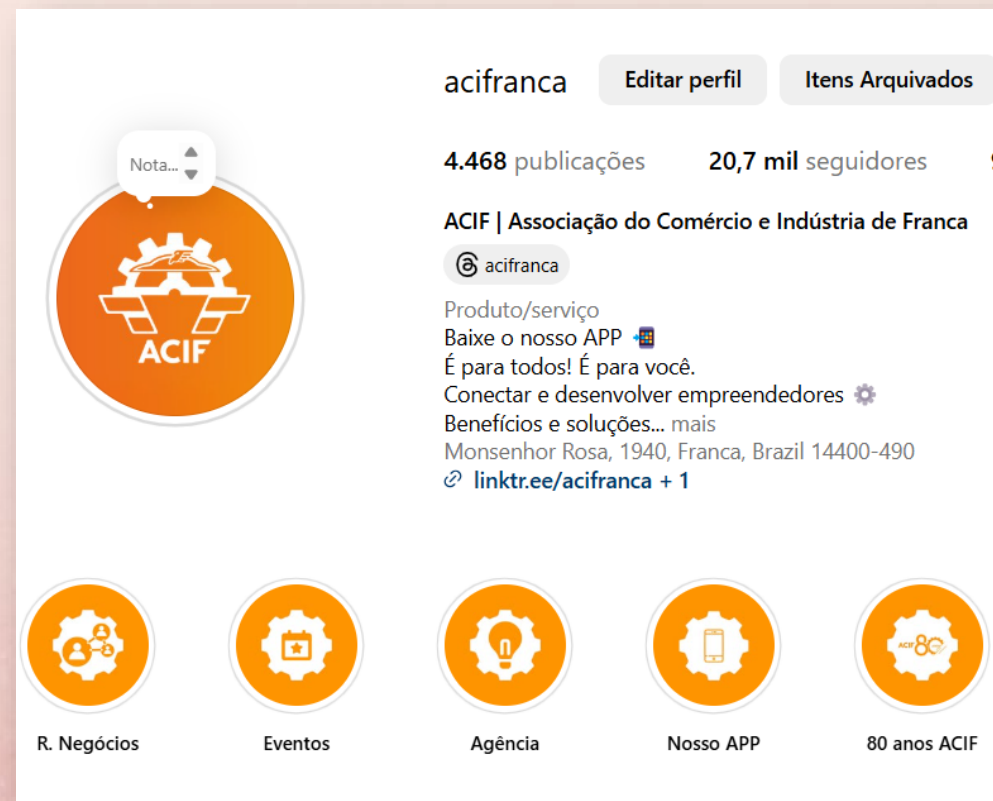 acifranca Editar perfil Itens Arquivados
Nota...
4.468 publicações 20,7 mil seguidores
ACIF | Associação do Comércio e Indústria de Franca
acifranca
Produto/serviço
Baixe o nosso APP 📲
É para todos! É para você.
Conectar e desenvolver empreendedores ⚙️
Benefícios e soluções... mais
Monsenhor Rosa, 1940, Franca, Brazil 14400-490
linktr.ee/acifranca + 1
ACIF
ACIF 80
R. Negócios Eventos Agência Nosso APP 80 anos ACIF